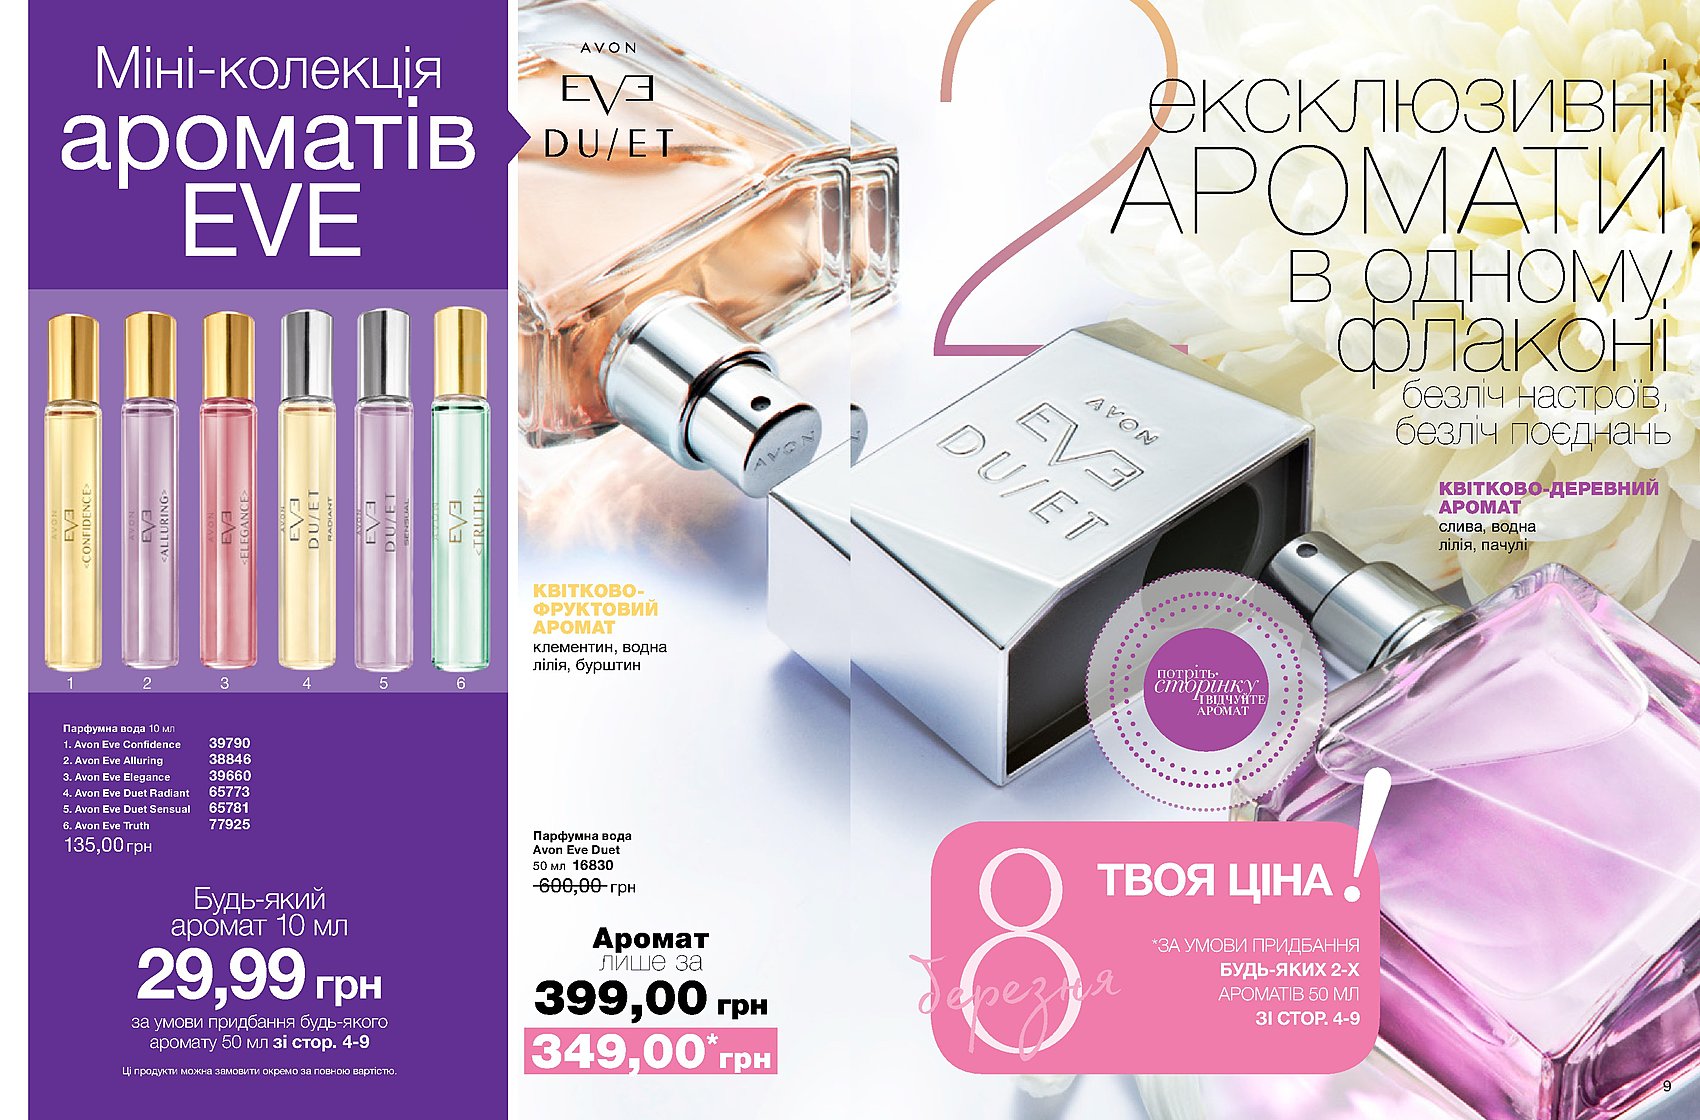 Міні-колекція
ароматів
EVE
AVON
EVE
<CONFIDENCE>
AVON
EVE
<ALLURING>
AVON
EVE
<ELEGANCE>
AVON
EVE
DU/ET
RADIANT
AVON
EVE
DU/ET
SENSUAL
AVON
EVE
<TRUTH>
1
2
3
4
5
6
Парфумна вода 10 мл
1. Avon Eve Confidence 39790
2. Avon Eve Alluring 38846
3. Avon Eve Elegance 39660
4. Avon Eve Duet Radiant 65773
5. Avon Eve Duet Sensual 65781
6. Avon Eve Truth 77925
135,00 грн
Будь-який
аромат 10 мл
29,99 грн
за умови придбання будь-якого
аромату 50 мл зі стор. 4-9
Ці продукти можна замовити окремо за повною вартістю.
AVON
EVE
DU/ET
2
ексклюзивні
АРОМАТИ
в одному
флаконі
безліч настроїв,
безліч поєднань
AVON
AVON
EVE
DU/ET
КВІТКОВО-ДЕРЕВНИЙ
АРОМАТ
слива, водна
лілія, пачулі
КВІТКОВО-
ФРУКТОВИЙ
АРОМАТ
клементин, водна
лілія, бурштин
потріть
сторінку
і відчуйте
аромат
Парфумна вода
Avon Eve Duet
50 мл 16830
600,00 грн
Аромат
лише за
399,00 грн
349,00* грн
8
березня
ТВОЯ ЦІНА!
*ЗА УМОВИ ПРИДБАННЯ
БУДЬ-ЯКИХ 2-Х
АРОМАТІВ 50 МЛ
ЗІ СТОР. 4-9
9